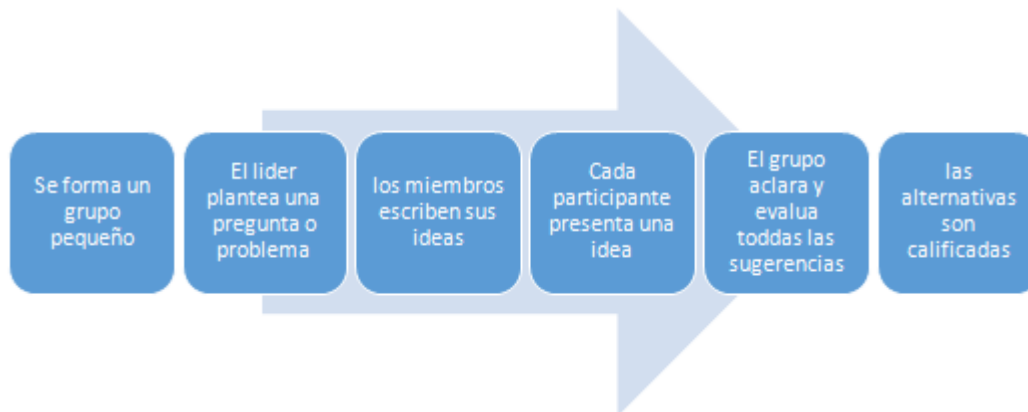 Se forma un
grupo
pequeño
El lider
plantea una
pregunta o
problema
los miembros
escriben sus
ideas
Cada
participante
presenta una
idea
El grupo
aclara y
evalua
toddas las
sugerencias
las
alternativas
son
calificadas